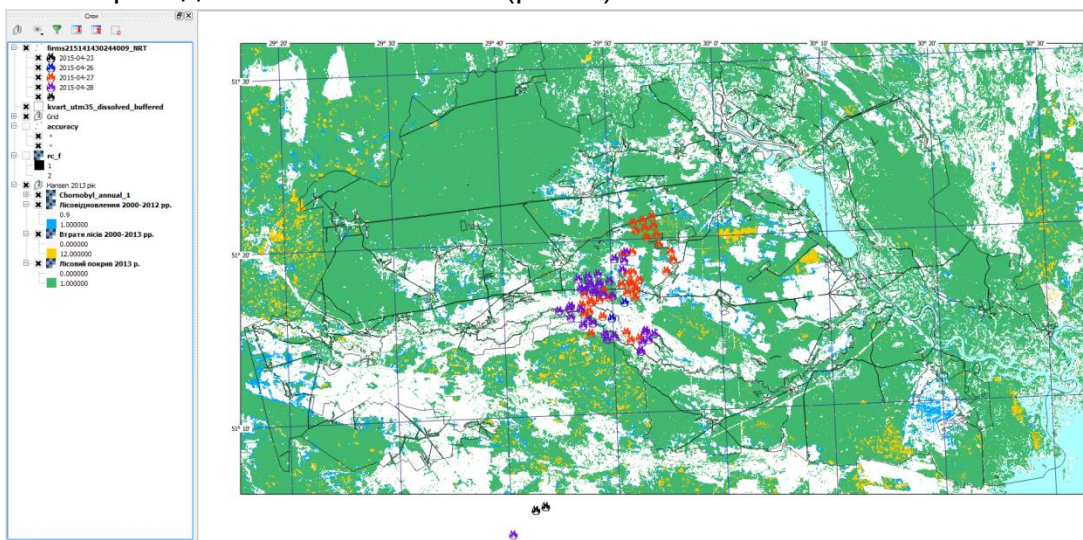 Слои
firms215141430244009_NRT
2015-04-23
2015-04-26
2015-04-27
2015-04-28
kvart_utm35_dissolved_buffered
Grid
accuracy
rc_f
1
2
Hansen 2013 рік
Chornobyl_annual_1
Лісовідновлення 2000-2012 рр.
0.9
1.000000
Втрати лісів 2000-2013 рр.
0.000000
12.000000
Лісовий покрив 2013 р.
0.000000
1.000000
29° 20' 29° 30' 29° 40' 29° 50' 30° 0' 30° 10' 30° 20' 30° 30'
51° 30'
51° 20'
51° 10'